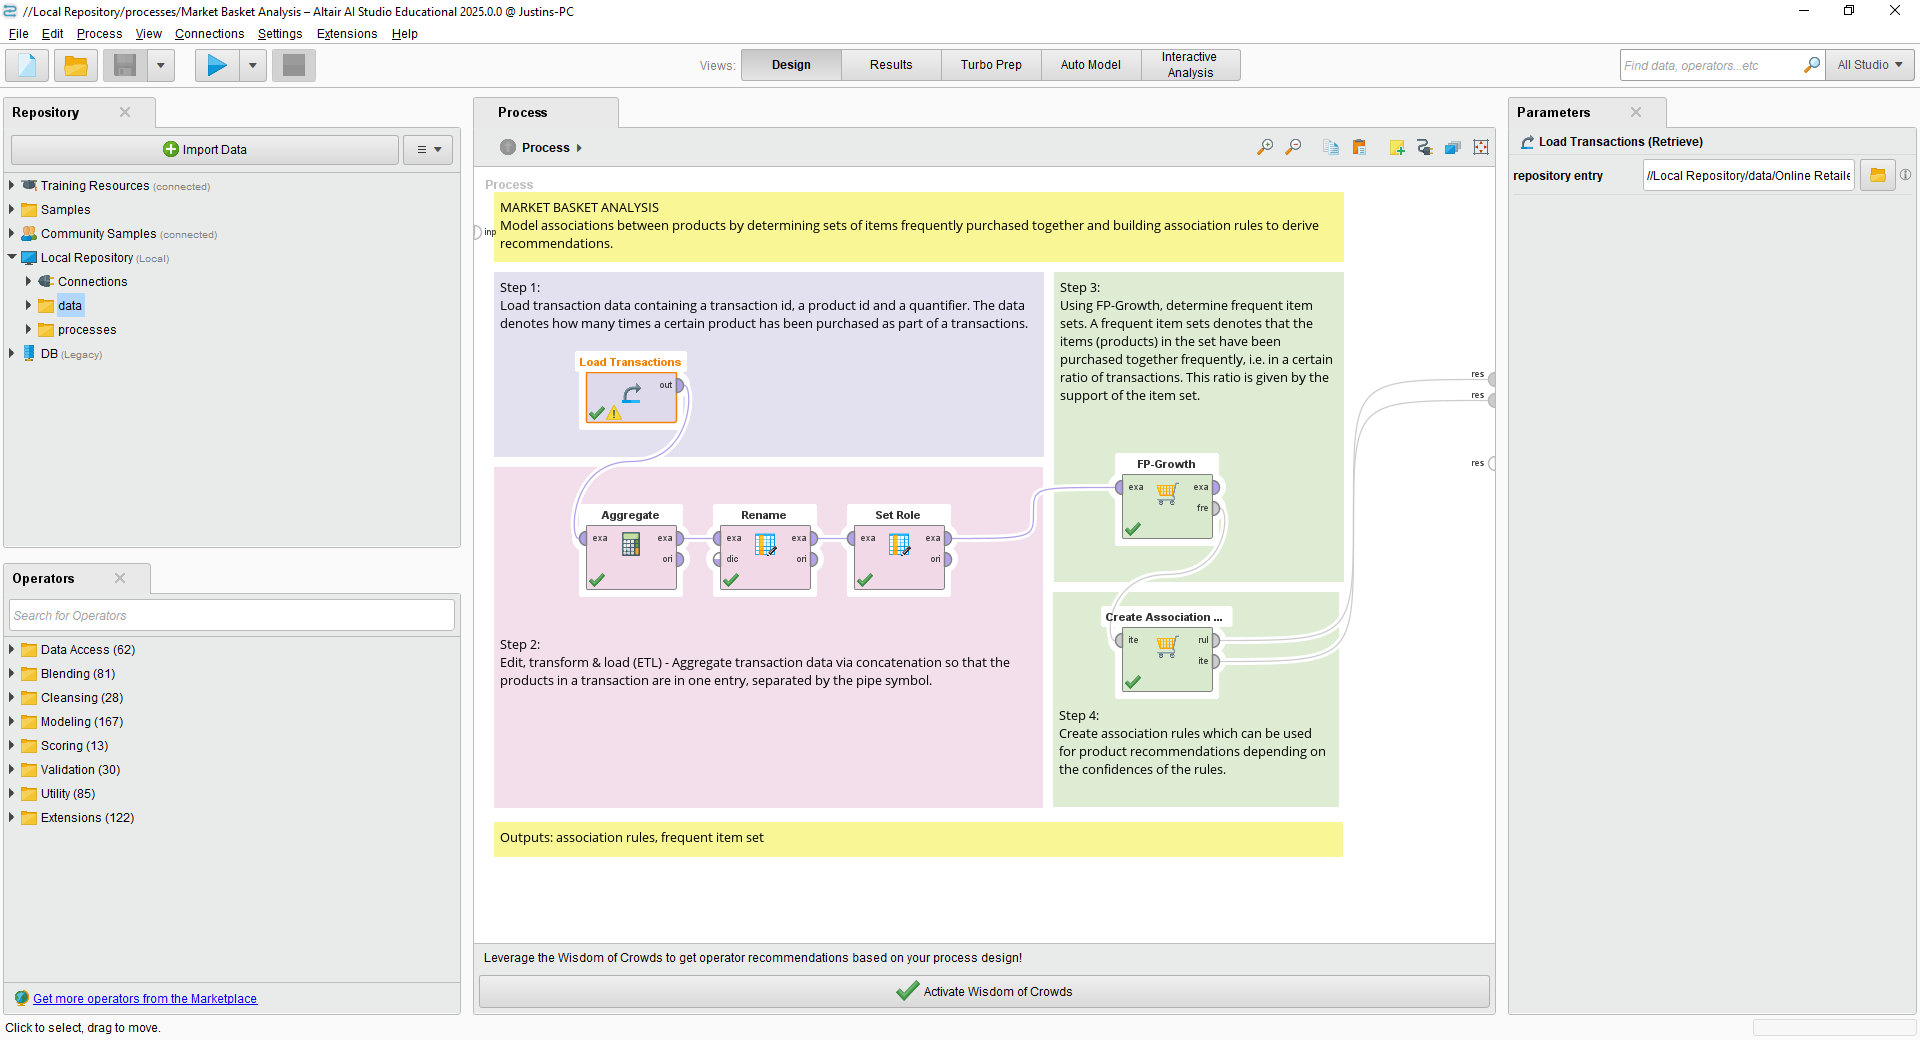 //Local Repository/processes/Market Basket Analysis – Altair AI Studio Educational 2025.0.0 @ Justins-PC
File Edit Process View Connections Settings Extensions Help
Views: Design Results Turbo Prep Auto Model Interactive Analysis
Find data, operators...etc All Studio
Repository
Import Data
Training Resources (connected)
Samples
Community Samples (connected)
Local Repository (Local)
Connections
data
processes
DB (Legacy)
Operators
Search for Operators
Data Access (62)
Blending (81)
Cleansing (28)
Modeling (167)
Scoring (13)
Validation (30)
Utility (85)
Extensions (122)
Get more operators from the Marketplace
Click to select, drag to move.
Process
Process
Process
inp
MARKET BASKET ANALYSIS
Model associations between products by determining sets of items frequently purchased together and building association rules to derive
recommendations.
Step 1:
Load transaction data containing a transaction id, a product id and a quantifier. The data
denotes how many times a certain product has been purchased as part of a transactions.
Load Transactions
out
Aggregate
exa exa
ori
Rename
exa exa
dic ori
Set Role
exa exa
ori
Step 2:
Edit, transform & load (ETL) - Aggregate transaction data via concatenation so that the
products in a transaction are in one entry, separated by the pipe symbol.
Step 3:
Using FP-Growth, determine frequent item
sets. A frequent item sets denotes that the
items (products) in the set have been
purchased together frequently, i.e. in a certain
ratio of transactions. This ratio is given by the
support of the item set.
FP-Growth
exa exa
fre
Create Association ...
ite rul
ite
Step 4:
Create association rules which can be used
for product recommendations depending on
the confidences of the rules.
res
res
res
Outputs: association rules, frequent item set
Leverage the Wisdom of Crowds to get operator recommendations based on your process design!
Activate Wisdom of Crowds
Parameters
Load Transactions (Retrieve)
repository entry //Local Repository/data/Online Retaile